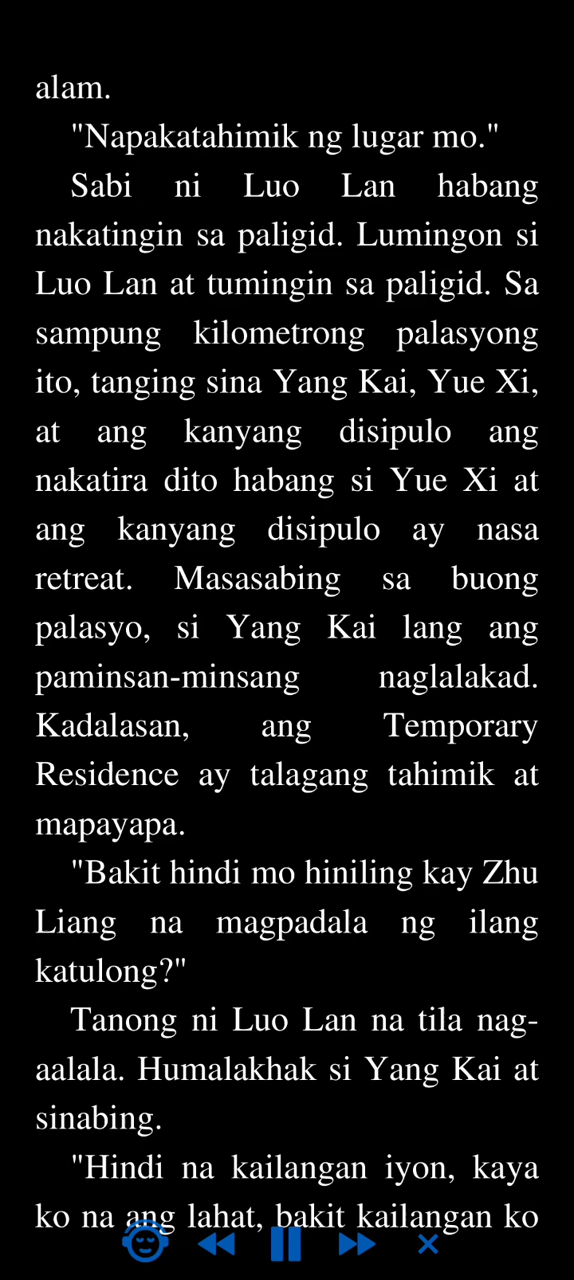 alam.
"Napakatahimik ng lugar mo."
Sabi ni Luo Lan habang
nakatingin sa paligid. Lumingon si
Luo Lan at tumingin sa paligid. Sa
sampung kilometrong palasyong
ito, tanging sina Yang Kai, Yue Xi,
at ang kanyang disipulo ang
nakatira dito habang si Yue Xi at
ang kanyang disipulo ay nasa
retreat. Masasabing sa buong
palasyo, si Yang Kai lang ang
paminsan-minsang naglalakad.
Kadalasan, ang Temporary
Residence ay talagang tahimik at
mapayapa.
"Bakit hindi mo hiniling kay Zhu
Liang na magpadala ng ilang
katulong?"
Tanong ni Luo Lan na tila nag-
aalala. Humalakhak si Yang Kai at
sinabing.
"Hindi na kailangan iyon, kaya
ko na ang lahat, bakit kailangan ko